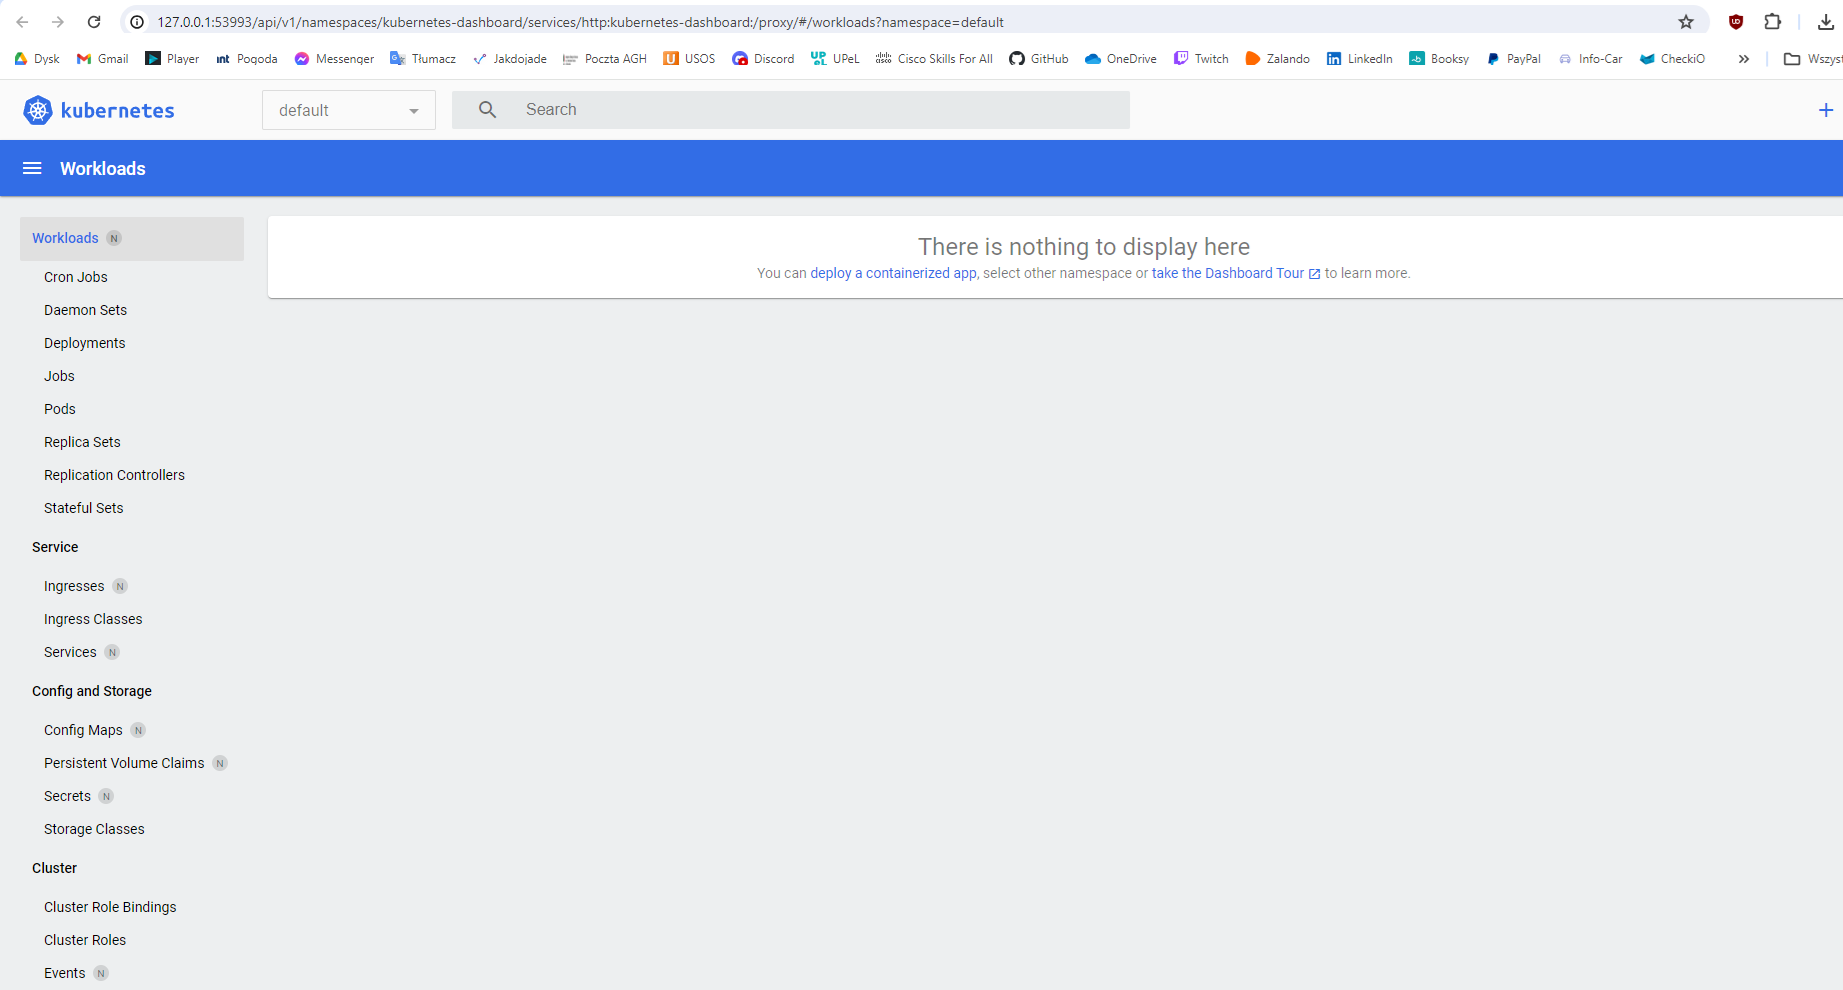 127.0.0.1:53993/api/v1/namespaces/kubernetes-dashboard/services/http:kubernetes-dashboard:/proxy/#/workloads?namespace=default
Dysk Gmail Player int Pogoda Messenger Tłumacz Jakdojade Poczta AGH U USOS Discord UPeL Cisco Skills For All GitHub OneDrive Twitch Zalando in LinkedIn b Booksy PayPal Info-Car CheckiO » Wszyst
kubernetes default Search +
Workloads
Workloads N
Cron Jobs
Daemon Sets
Deployments
Jobs
Pods
Replica Sets
Replication Controllers
Stateful Sets
Service
Ingresses N
Ingress Classes
Services N
Config and Storage
Config Maps N
Persistent Volume Claims N
Secrets N
Storage Classes
Cluster
Cluster Role Bindings
Cluster Roles
Events N
There is nothing to display here
You can deploy a containerized app, select other namespace or take the Dashboard Tour to learn more.